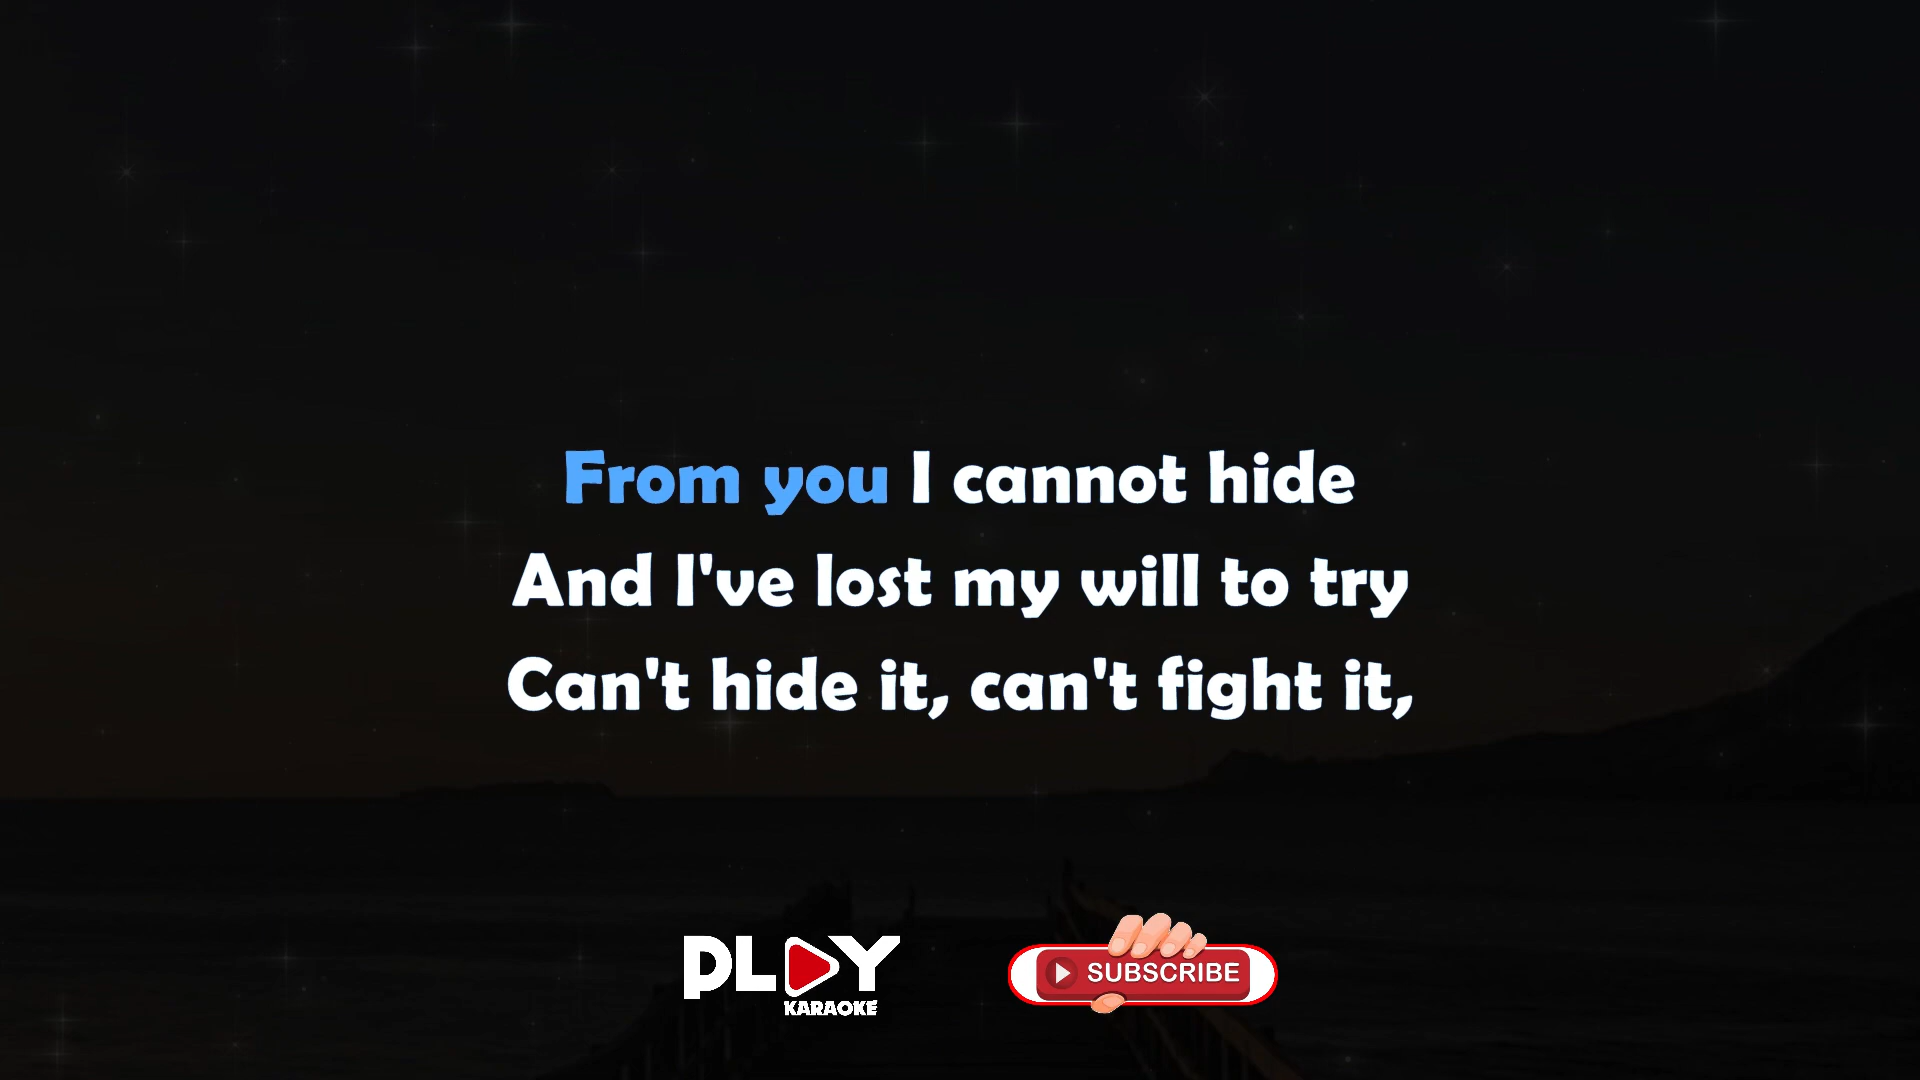 From you I cannot hide
And I've lost my will to try
Can't hide it, can't fight it,
PLAY
KARAOKE
SUBSCRIBE